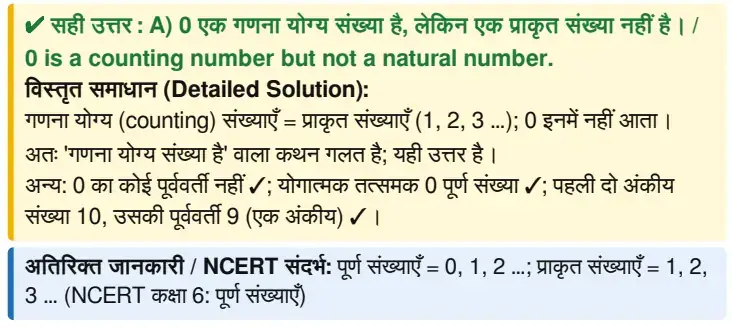 ✔ सही उत्तर : A) 0 एक गणना योग्य संख्या है, लेकिन एक प्राकृत संख्या नहीं है। /
0 is a counting number but not a natural number.
विस्तृत समाधान (Detailed Solution):
गणना योग्य (counting) संख्याएँ = प्राकृत संख्याएँ (1, 2, 3 ...); 0 इनमें नहीं आता।
अतः 'गणना योग्य संख्या है' वाला कथन गलत है; यही उत्तर है।
अन्य: 0 का कोई पूर्ववर्ती नहीं ✓; योगात्मक तत्समक 0 पूर्ण संख्या ✓; पहली दो अंकीय
संख्या 10, उसकी पूर्ववर्ती 9 (एक अंकीय) ✓।
अतिरिक्त जानकारी / NCERT संदर्भ: पूर्ण संख्याएँ = 0, 1, 2 ...; प्राकृत संख्याएँ = 1, 2,
3 ... (NCERT कक्षा 6: पूर्ण संख्याएँ)